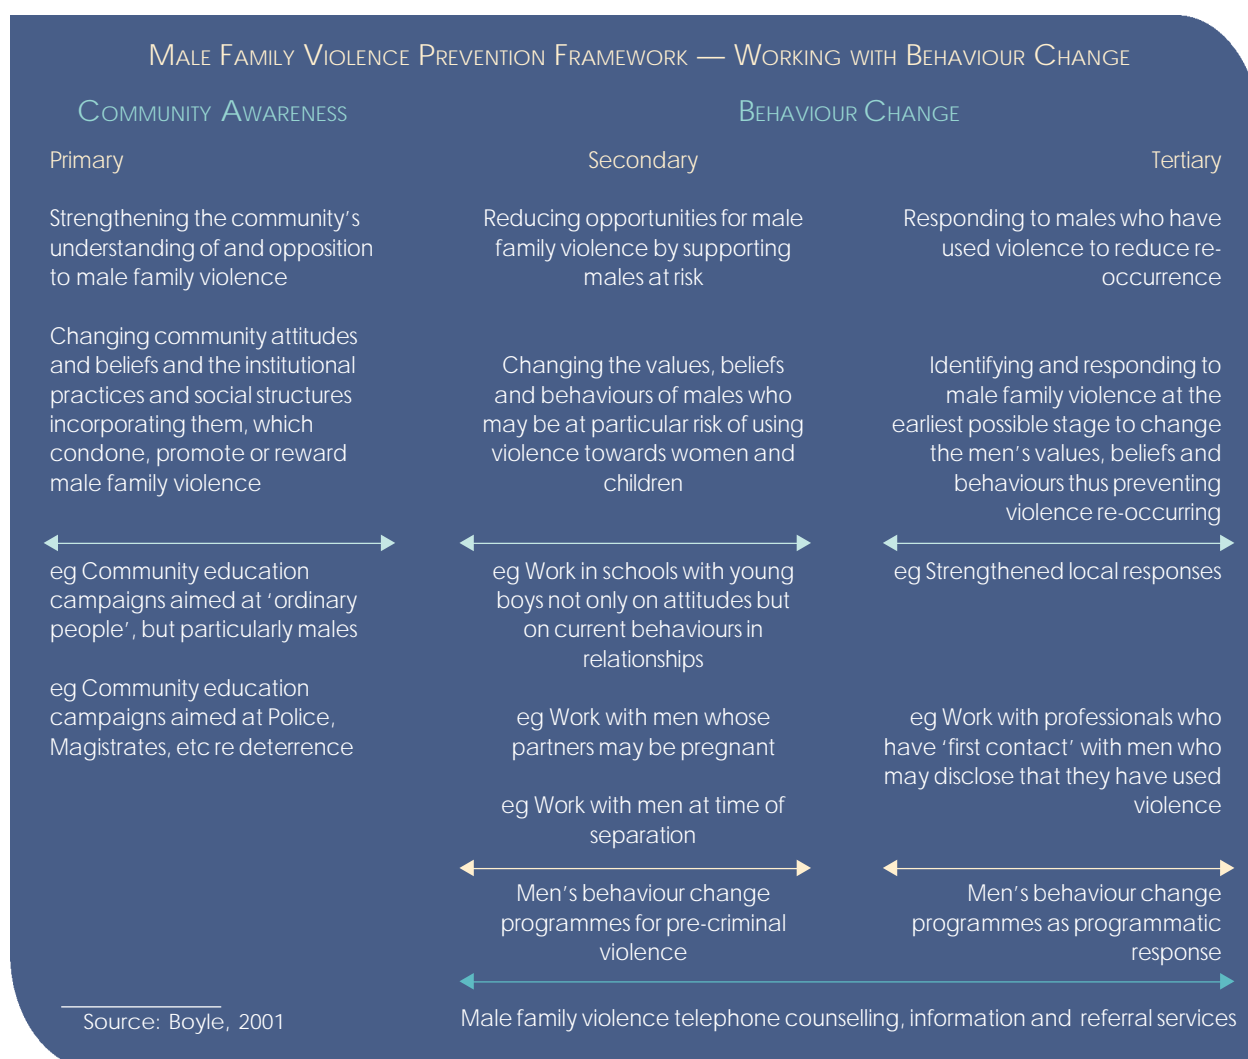 Male Family Violence Prevention Framework — Working with Behaviour Change
Community Awareness
Behaviour Change
Primary
Secondary
Tertiary
Strengthening the community's
understanding of and opposition
to male family violence
Reducing opportunities for male
family violence by supporting
males at risk
Responding to males who have
used violence to reduce re-
occurrence
Changing community attitudes
and beliefs and the institutional
practices and social structures
incorporating them, which
condone, promote or reward
male family violence
Changing the values, beliefs
and behaviours of males who
may be at particular risk of using
violence towards women and
children
Identifying and responding to
male family violence at the
earliest possible stage to change
the men's values, beliefs and
behaviours thus preventing
violence re-occurring
eg Community education
campaigns aimed at 'ordinary
people', but particularly males
eg Community education
campaigns aimed at Police,
Magistrates, etc re deterrence
eg Work in schools with young
boys not only on attitudes but
on current behaviours in
relationships
eg Work with men whose
partners may be pregnant
eg Work with men at time of
separation
eg Strengthened local responses
eg Work with professionals who
have 'first contact' with men who
may disclose that they have used
violence
Men's behaviour change
programmes for pre-criminal
violence
Men's behaviour change
programmes as programmatic
response
Male family violence telephone counselling, information and referral services
Source: Boyle, 2001